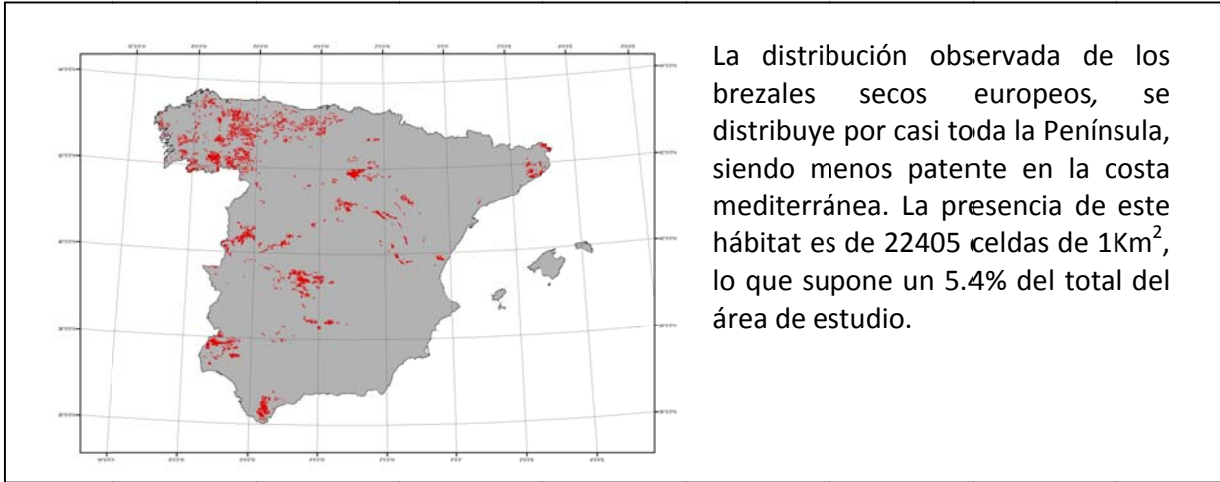 La distribución observada de los
brezales secos europeos, se
distribuye por casi toda la Península,
siendo menos patente en la costa
mediterránea. La presencia de este
hábitat es de 22405 celdas de 1Km²,
lo que supone un 5.4% del total del
área de estudio.